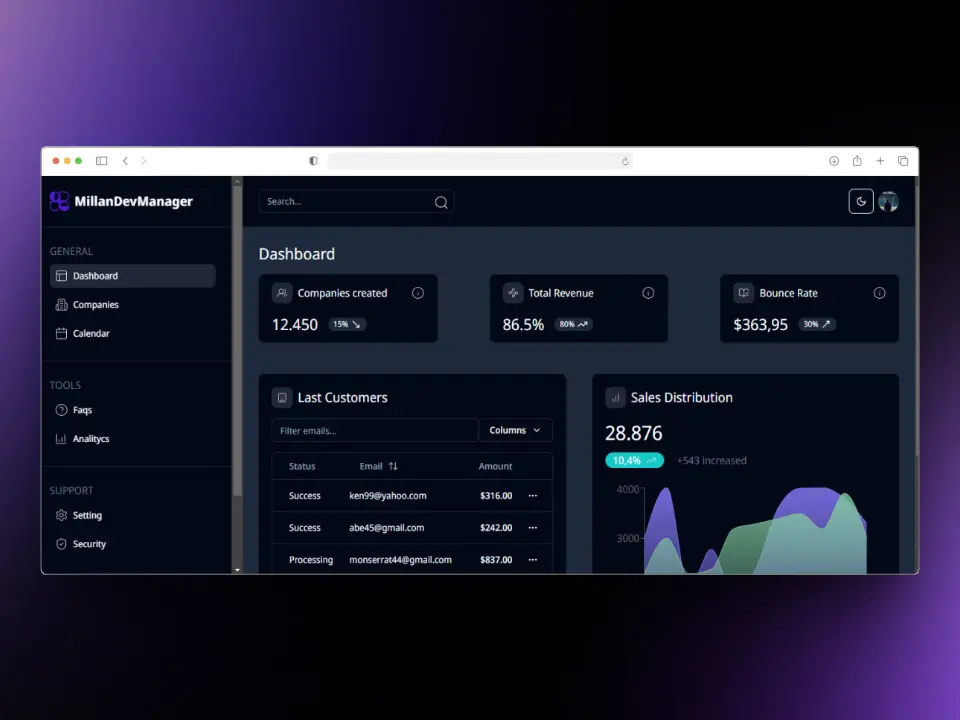 MillanDevManager
GENERAL
Dashboard
Companies
Calendar
TOOLS
Faqs
Analitycs
SUPPORT
Setting
Security
Search...
Dashboard
Companies created
12.450 15%
Total Revenue
86.5% 80%
Bounce Rate
$363,95 30%
Last Customers
Filter emails... Columns
Status Email Amount
Success ken99@yahoo.com $316.00 ...
Success abe45@gmail.com $242.00 ...
Processing monserrat44@gmail.com $837.00 ...
Sales Distribution
28.876
10,4% +543 increased
4000
3000